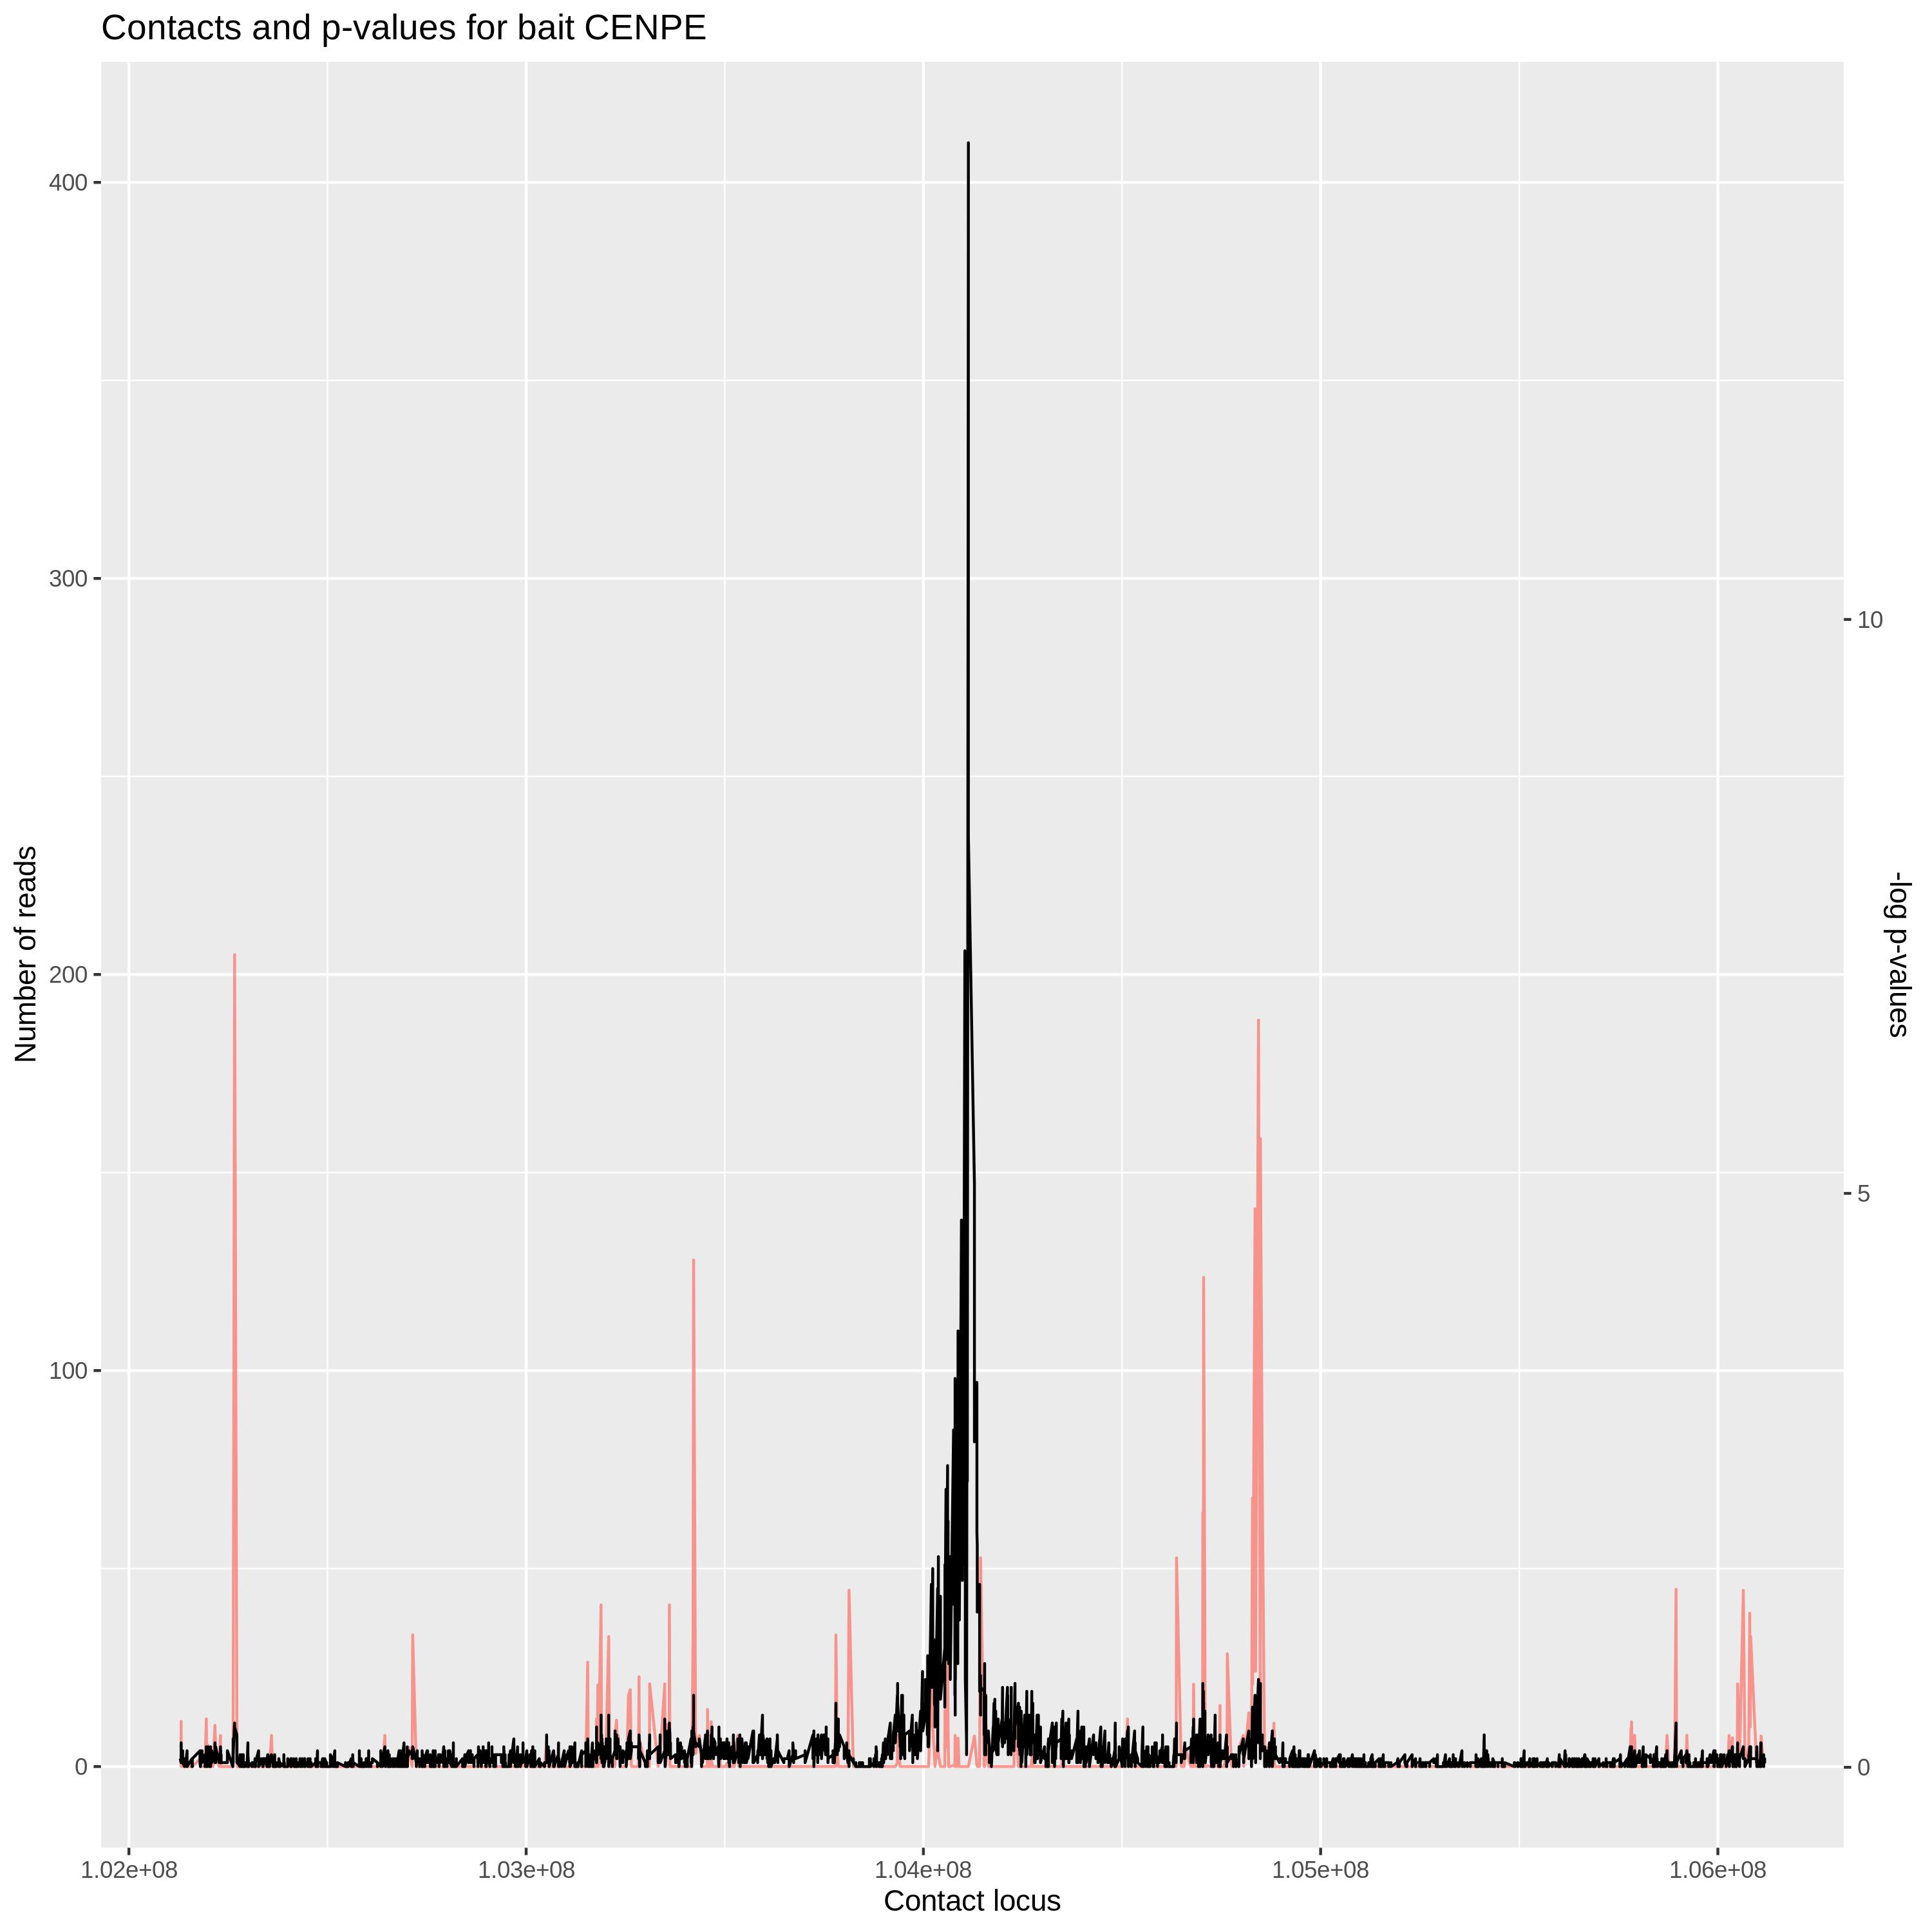 Contacts and p-values for bait CENPE
400
300
200
100
0
Number of reads
10
5
0
-log p-values
1.02e+08
1.03e+08
1.04e+08
1.05e+08
1.06e+08
Contact locus